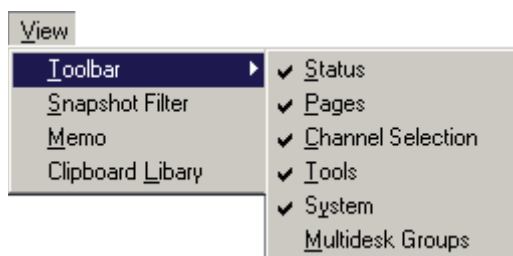 View
Toolbar
Snapshot Filter
Memo
Clipboard Libary
Status
Pages
Channel Selection
Tools
System
Multidesk Groups